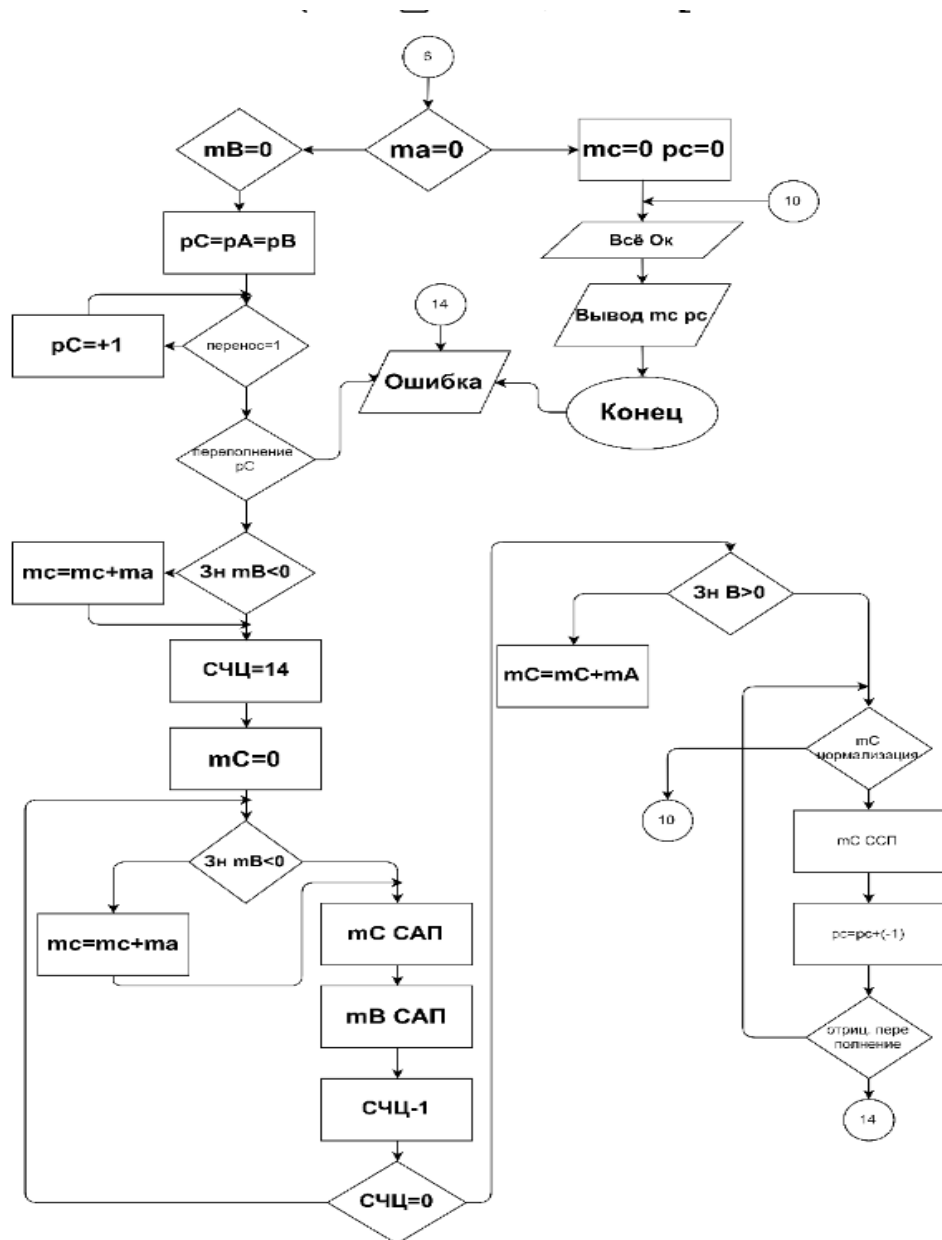 6
mB=0
ma=0
mc=0 pc=0
10
pC=pA=pB
Всё Ок
14
Вывод mc pc
pC=+1
перенос=1
Ошибка
Конец
переполнение
pC
mc=mc+ma
Зн mB<0
Зн B>0
СЧЦ=14
mC=mC+mA
mC=0
mC
нормализация
10
Зн mB<0
mC ССП
mc=mc+ma
mC САП
pc=pc+(-1)
mB САП
отриц. пере
полнение
СЧЦ-1
14
СЧЦ=0